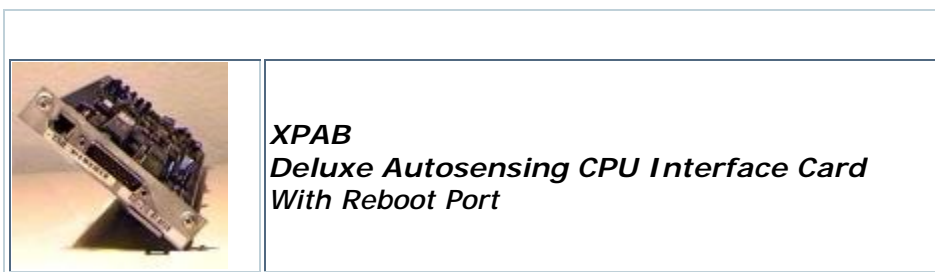 XPAB
Deluxe Autosensing CPU Interface Card
With Reboot Port